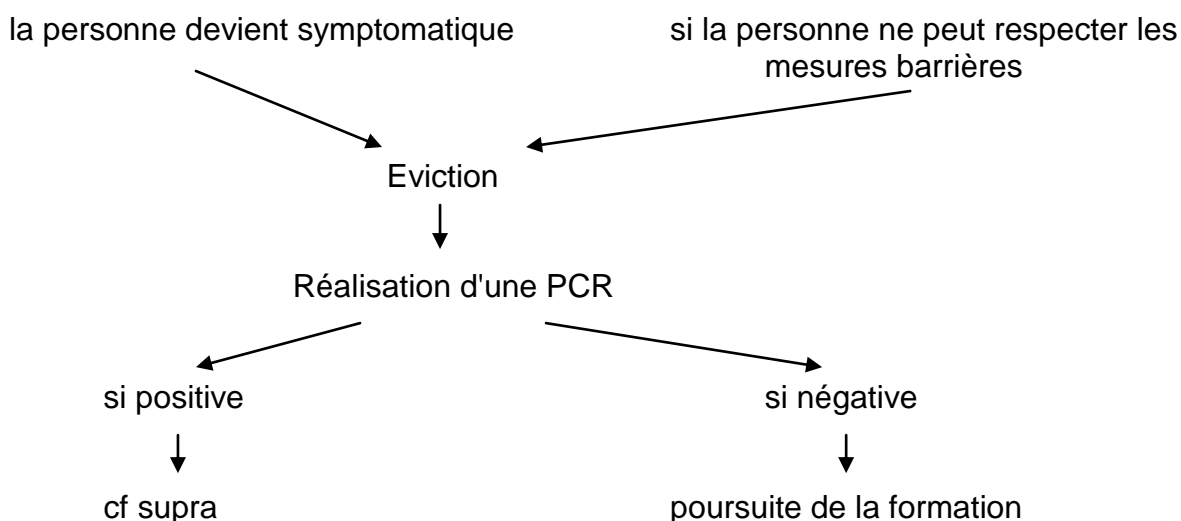 la personne devient symptomatique
si la personne ne peut respecter les
mesures barrières
Eviction
Réalisation d'une PCR
si positive
si négative
cf supra
poursuite de la formation